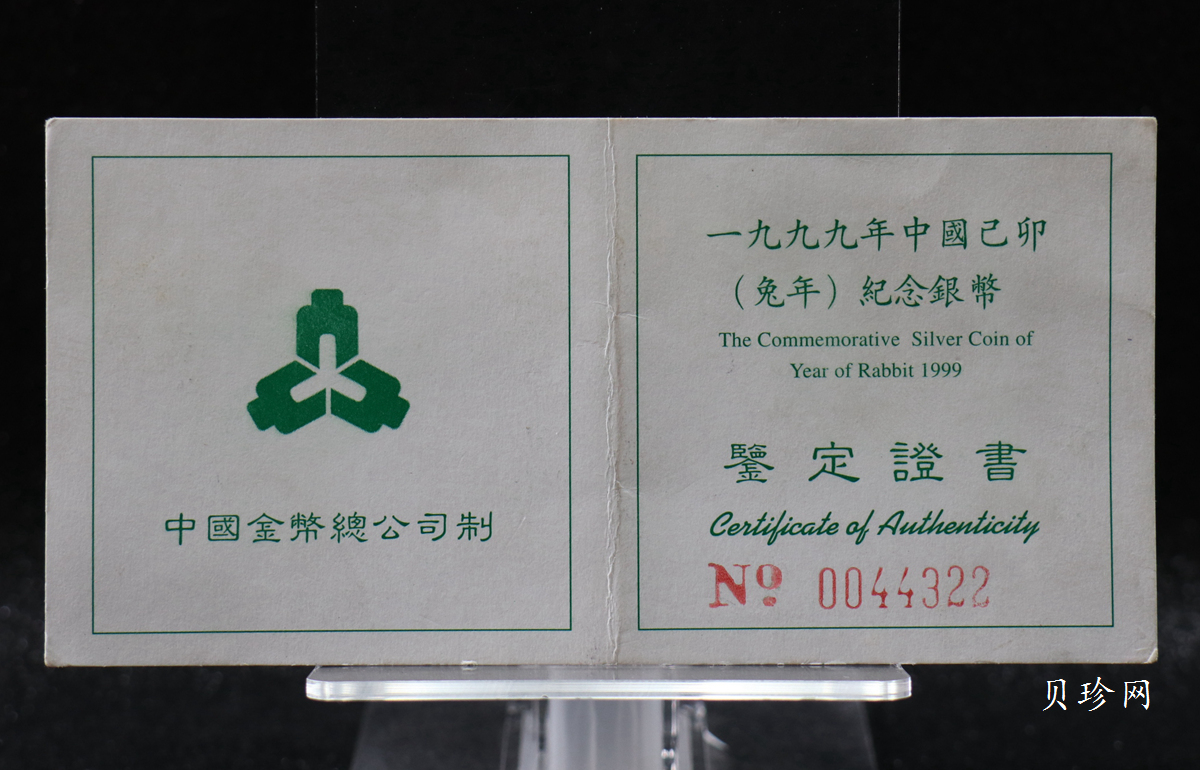 中國金幣總公司制
一九九九年中國己卯
（兔年）紀念銀幣
The Commemorative Silver Coin of
Year of Rabbit 1999
鑒定證書
Certificate of Authenticity
Nº 0044322
贝珍网